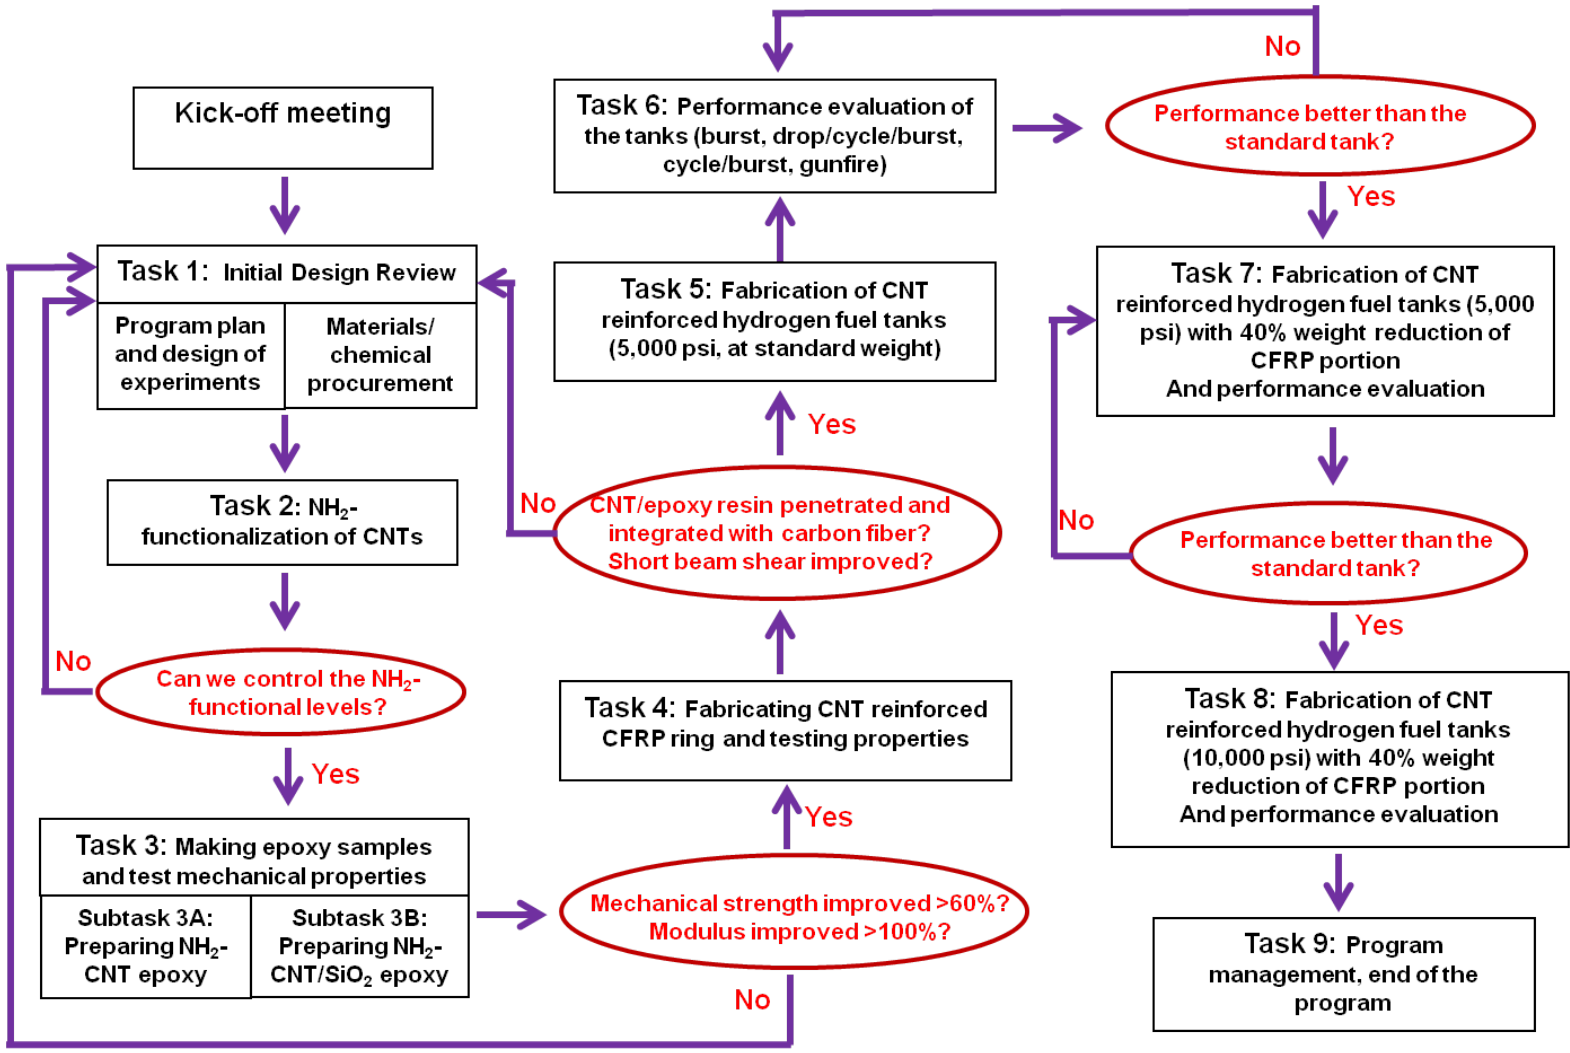 Kick-off meeting
Task 1: Initial Design Review
Program plan
and design of
experiments
Materials/
chemical
procurement
Task 2: NH₂-
functionalization of CNTs
No
Can we control the NH₂-
functional levels?
Yes
Task 3: Making epoxy samples
and test mechanical properties
Subtask 3A:
Preparing NH₂-
CNT epoxy
Subtask 3B:
Preparing NH₂-
CNT/SiO₂ epoxy
Mechanical strength improved >60%?
Modulus improved >100%?
No
Yes
Task 4: Fabricating CNT reinforced
CFRP ring and testing properties
CNT/epoxy resin penetrated and
integrated with carbon fiber?
Short beam shear improved?
No
Yes
Task 5: Fabrication of CNT
reinforced hydrogen fuel tanks
(5,000 psi, at standard weight)
Task 6: Performance evaluation of
the tanks (burst, drop/cycle/burst,
cycle/burst, gunfire)
No
Performance better than the
standard tank?
Yes
Task 7: Fabrication of CNT
reinforced hydrogen fuel tanks (5,000
psi) with 40% weight reduction of
CFRP portion
And performance evaluation
No
Performance better than the
standard tank?
Yes
Task 8: Fabrication of CNT
reinforced hydrogen fuel tanks
(10,000 psi) with 40% weight
reduction of CFRP portion
And performance evaluation
Task 9: Program
management, end of the
program